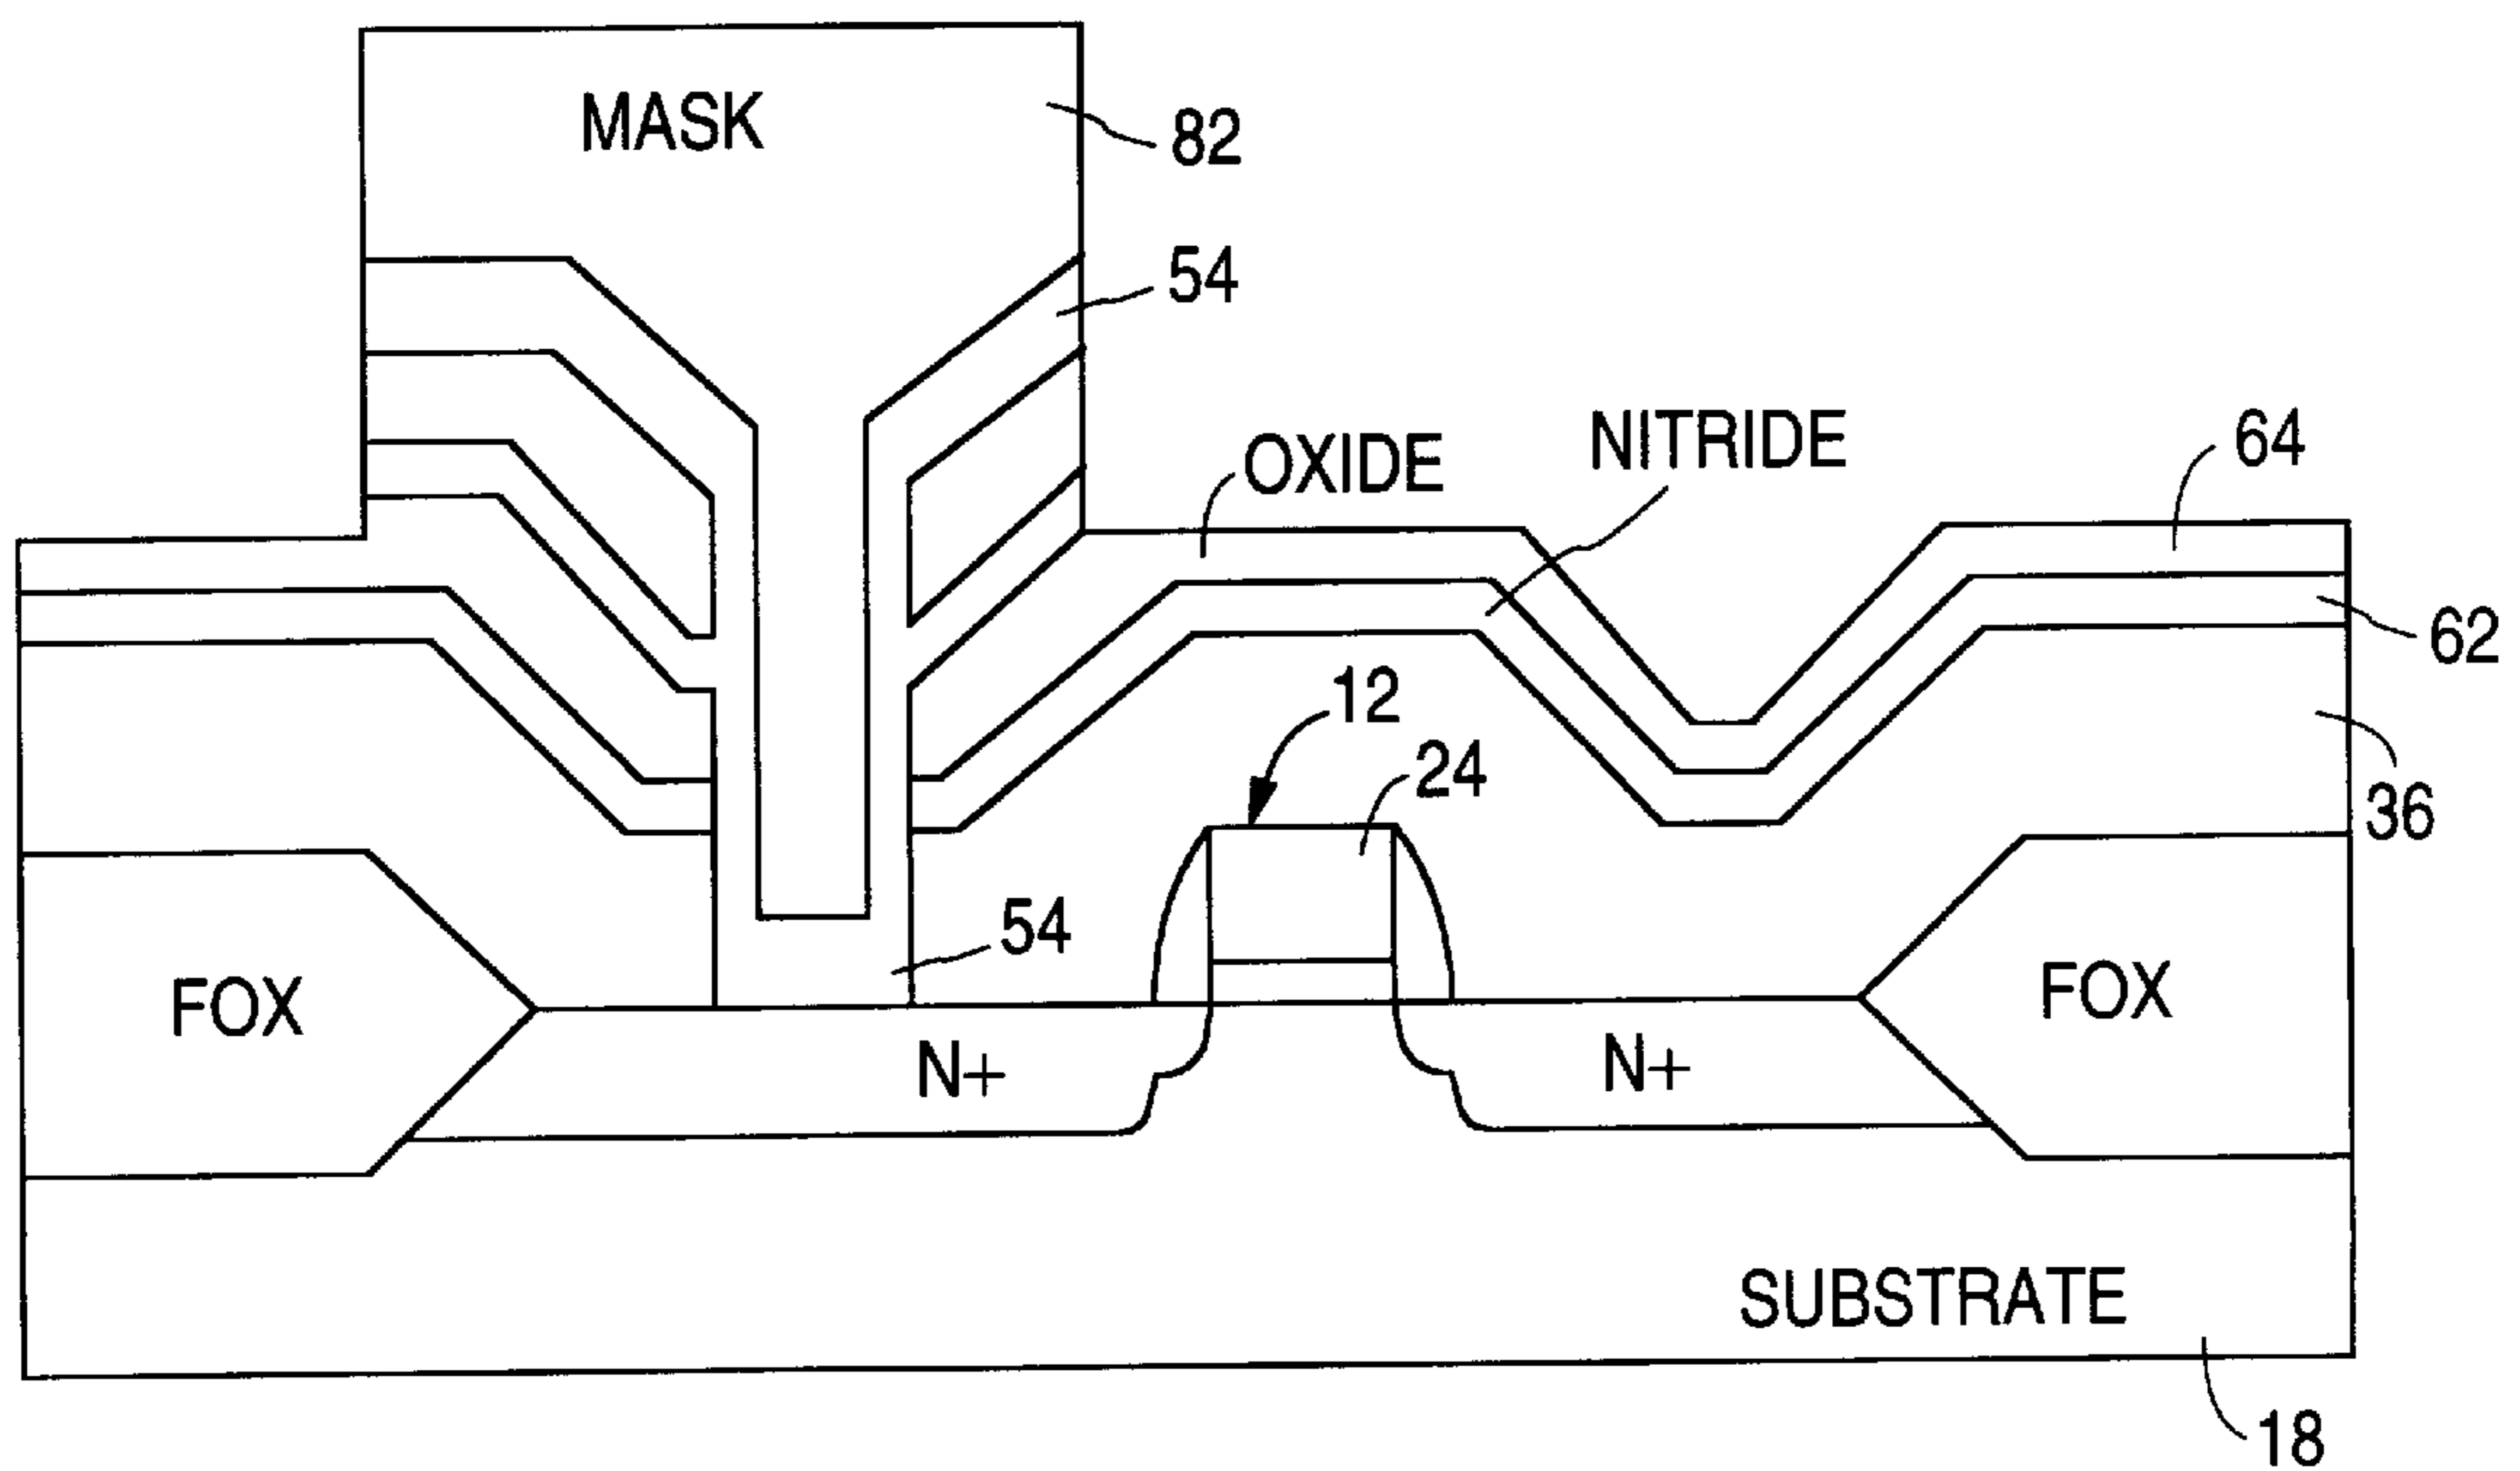 MASK
82
54
OXIDE
NITRIDE
64
62
12
24
36
54
FOX
FOX
N+
N+
SUBSTRATE
18